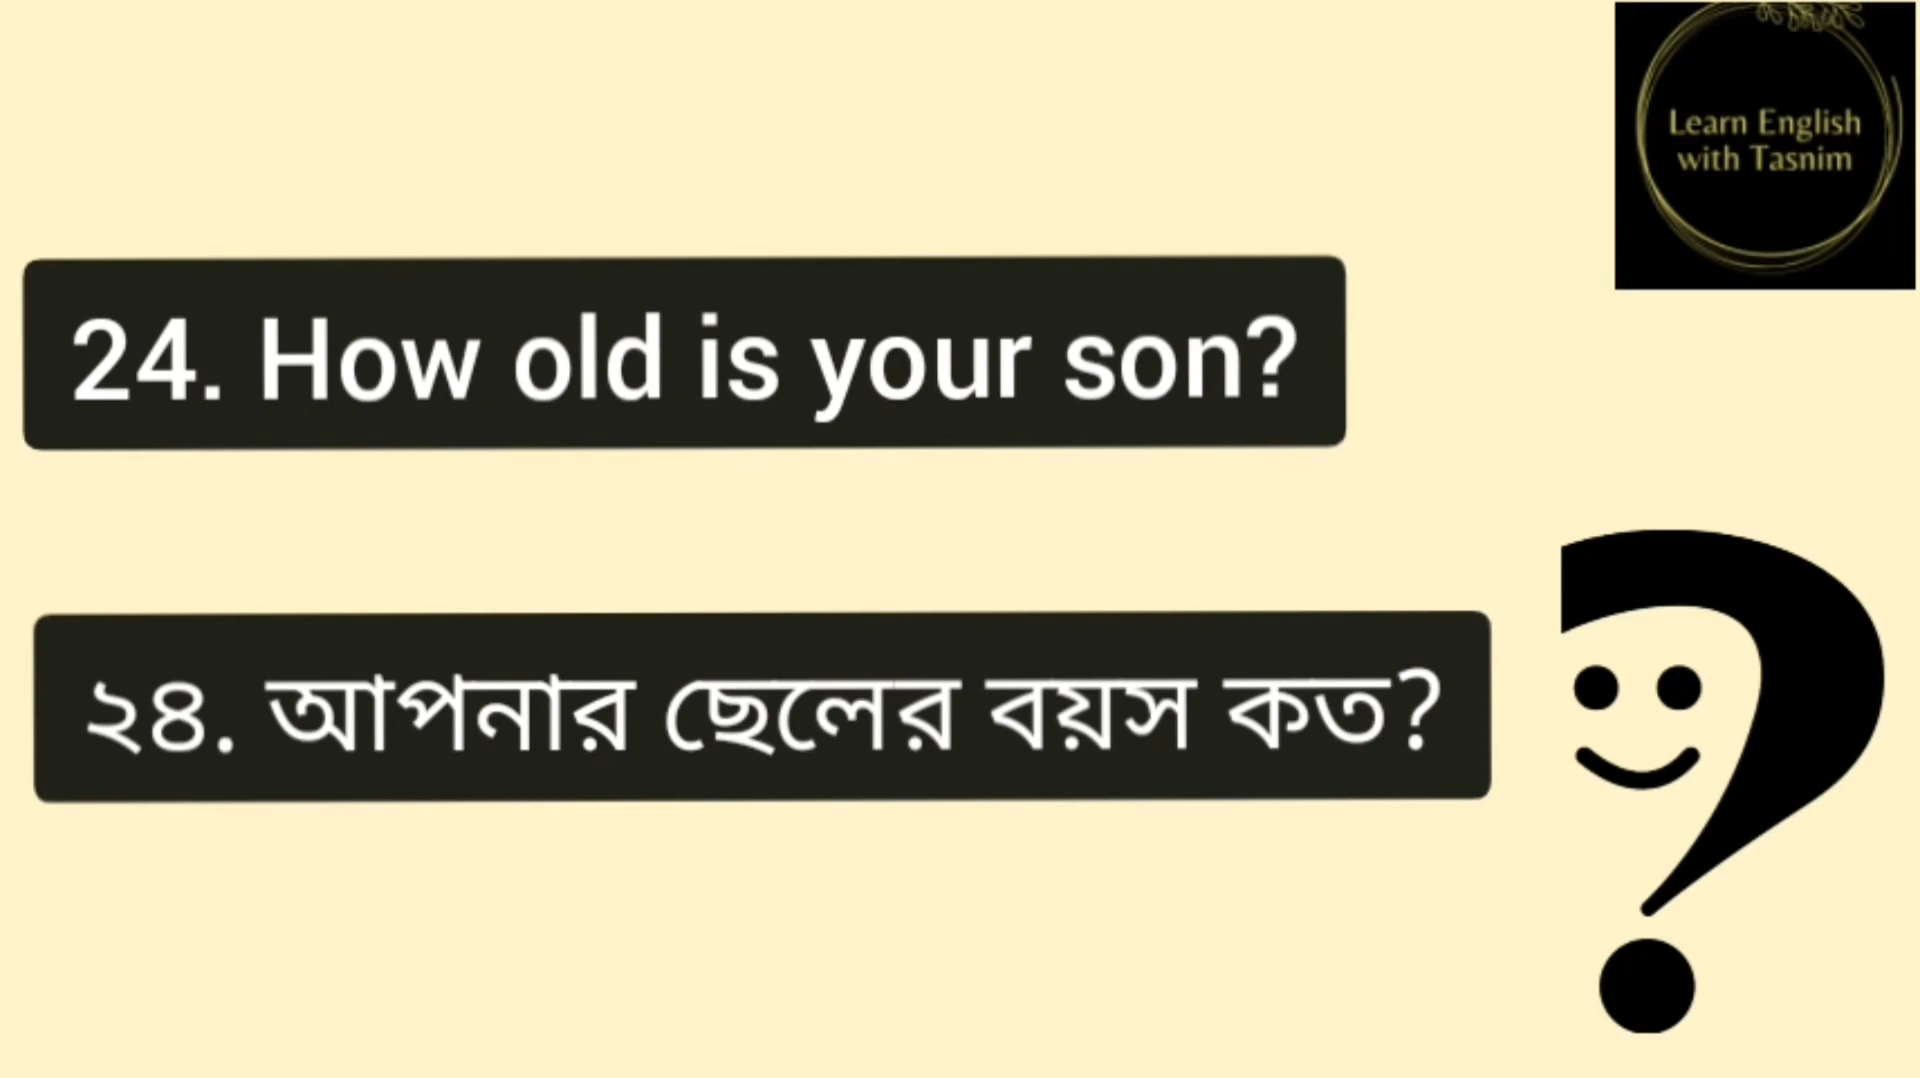 Learn English
with Tasnim
24. How old is your son?
২৪. আপনার ছেলের বয়স কত?